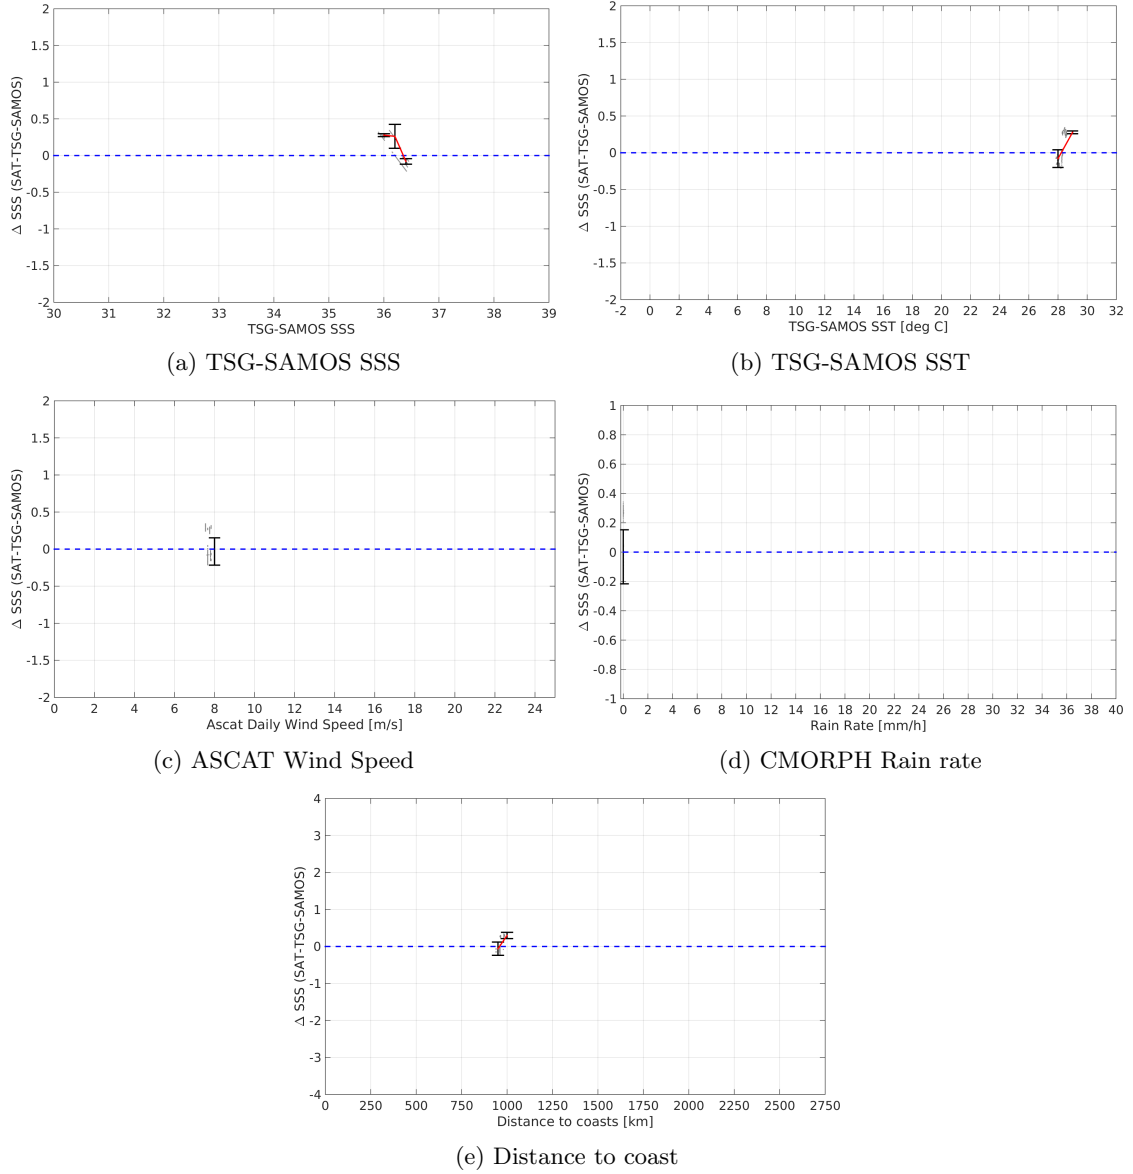 2
1.5
1
0.5
0
-0.5
-1
-1.5
-2
Δ SSS (SAT-TSG-SAMOS)
30 31 32 33 34 35 36 37 38 39
TSG-SAMOS SSS
(a) TSG-SAMOS SSS
2
1.5
1
0.5
0
-0.5
-1
-1.5
-2
Δ SSS (SAT-TSG-SAMOS)
-2 0 2 4 6 8 10 12 14 16 18 20 22 24 26 28 30 32
TSG-SAMOS SST [deg C]
(b) TSG-SAMOS SST
2
1.5
1
0.5
0
-0.5
-1
-1.5
-2
Δ SSS (SAT-TSG-SAMOS)
0 2 4 6 8 10 12 14 16 18 20 22 24
Ascat Daily Wind Speed [m/s]
(c) ASCAT Wind Speed
1
0.8
0.6
0.4
0.2
0
-0.2
-0.4
-0.6
-0.8
-1
Δ SSS (SAT-TSG-SAMOS)
0 2 4 6 8 10 12 14 16 18 20 22 24 26 28 30 32 34 36 38 40
Rain Rate [mm/h]
(d) CMORPH Rain rate
4
3
2
1
0
-1
-2
-3
-4
Δ SSS (SAT-TSG-SAMOS)
0 250 500 750 1000 1250 1500 1750 2000 2250 2500 2750
Distance to coasts [km]
(e) Distance to coast